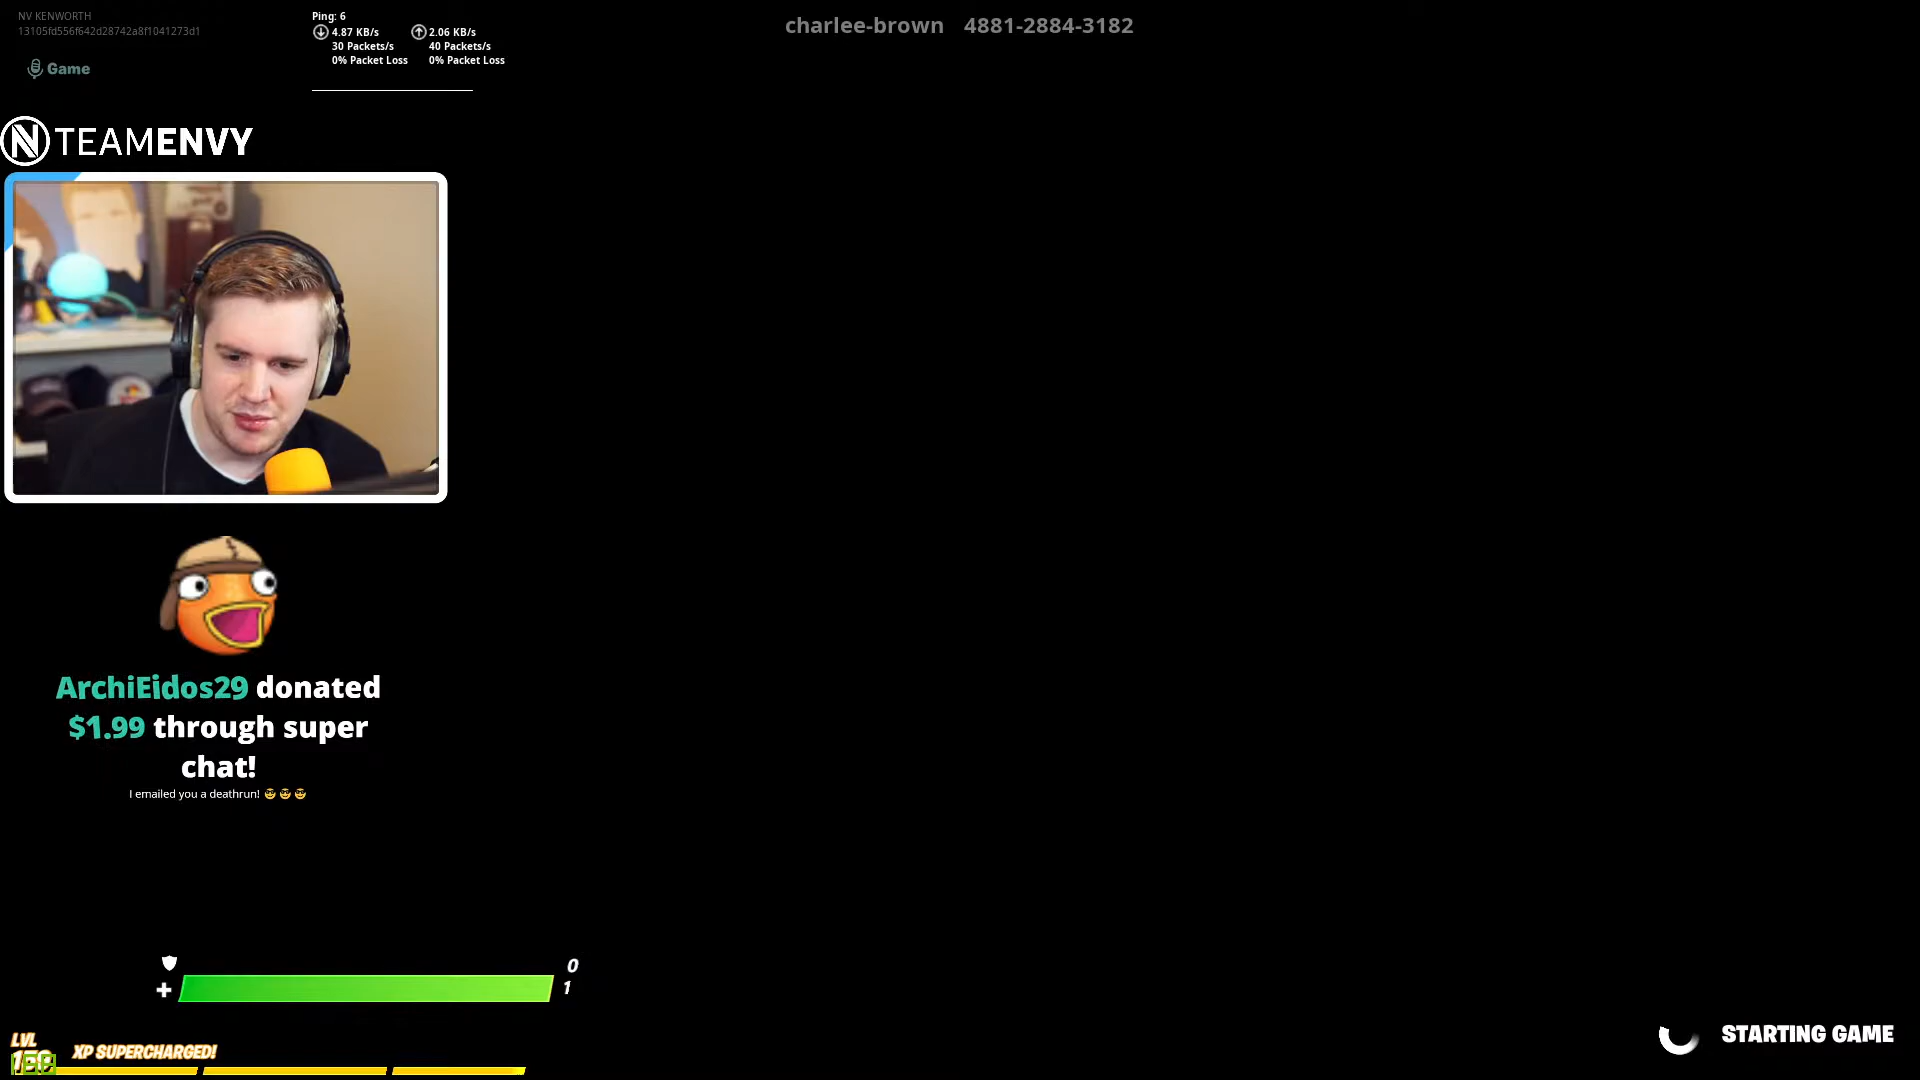 NV KENWORTH
13105fd556f642d28742a8f1041273d1
Game
Ping: 6
4.87 KB/s 2.06 KB/s
30 Packets/s 40 Packets/s
0% Packet Loss 0% Packet Loss
charlee-brown 4881-2884-3182
TEAMENVY
ArchiEidos29 donated
$1.99 through super
chat!
I emailed you a deathrun! 😎 😎 😎
0
1
LVL
XP SUPERCHARGED!
STARTING GAME